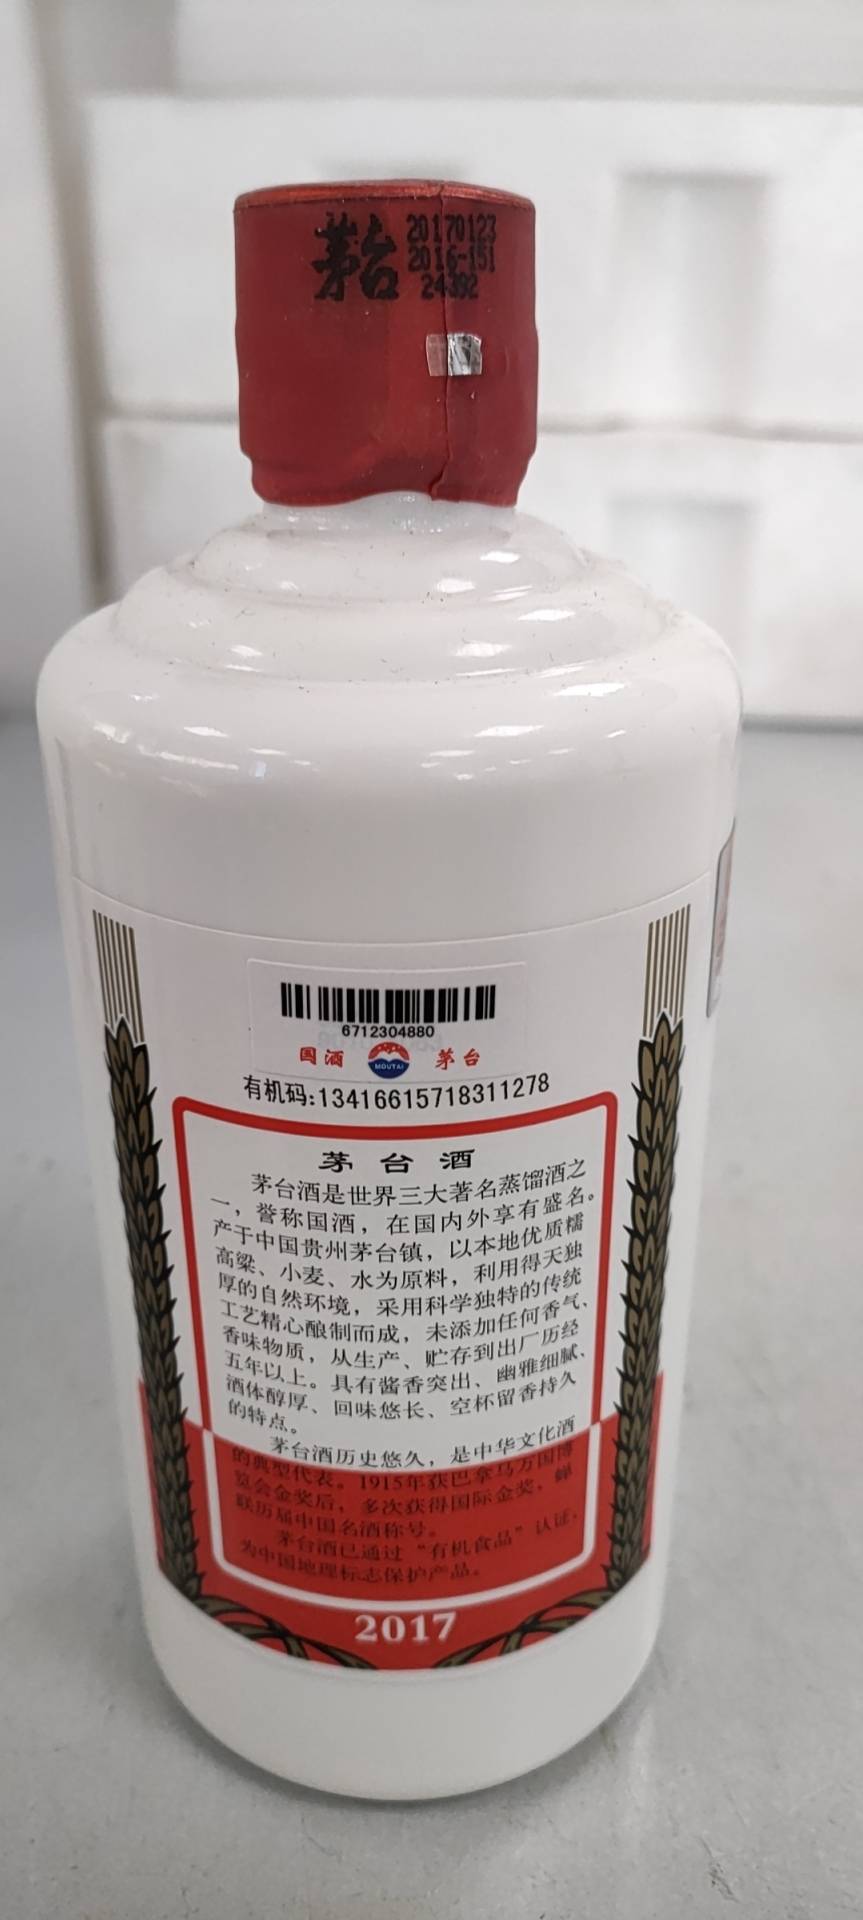 茅台
20170123
2016-151
24392
6712304880
国酒 MOUTAI 茅台
有机码:13416615718311278
茅台酒
茅台酒是世界三大著名蒸馏酒之
一，誉称国酒，在国内外享有盛名。
产于中国贵州茅台镇，以本地优质糯
高粱、小麦、水为原料，利用得天独
厚的自然环境，采用科学独特的传统
工艺精心酿制而成，未添加任何香气、
香味物质，从生产、贮存到出厂历经
五年以上。具有酱香突出、幽雅细腻、
酒体醇厚、回味悠长、空杯留香持久
的特点。
茅台酒历史悠久，是中华文化酒
的典型代表。1915年获巴拿马万国博
览会金奖后，多次获得国际金奖，蝉
联历届中国名酒称号。
茅台酒已通过“有机食品”认证，
为中国地理标志保护产品。
2017